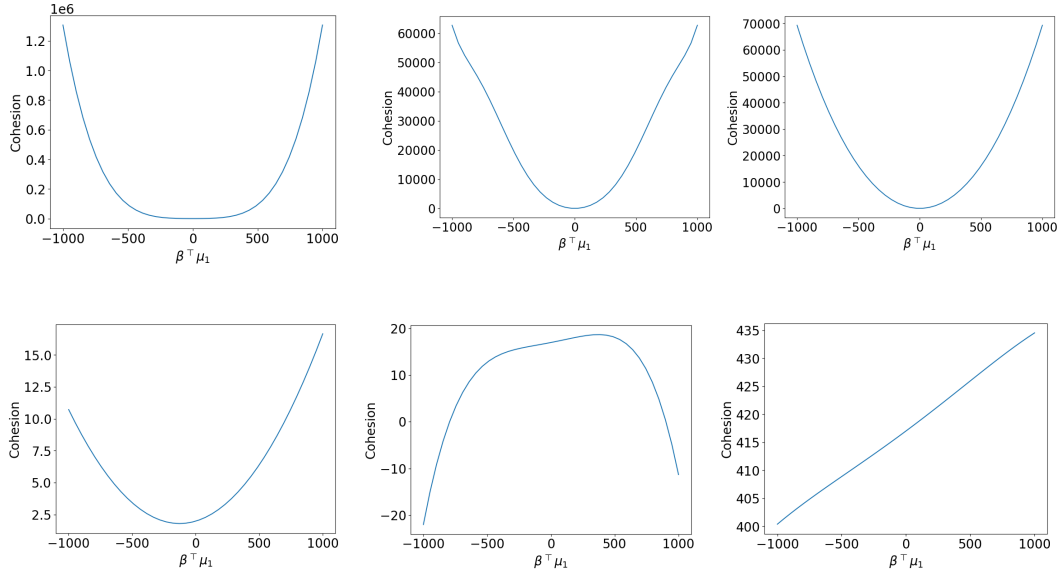 1e6
1.2
1.0
0.8
0.6
0.4
0.2
0.0
Cohesion
−1000 −500 0 500 1000
β⊤μ₁
60000
50000
40000
30000
20000
10000
0
Cohesion
−1000 −500 0 500 1000
β⊤μ₁
70000
60000
50000
40000
30000
20000
10000
0
Cohesion
−1000 −500 0 500 1000
β⊤μ₁
15.0
12.5
10.0
7.5
5.0
2.5
Cohesion
−1000 −500 0 500 1000
β⊤μ₁
20
10
0
−10
−20
Cohesion
−1000 −500 0 500 1000
β⊤μ₁
435
430
425
420
415
410
405
400
Cohesion
−1000 −500 0 500 1000
β⊤μ₁